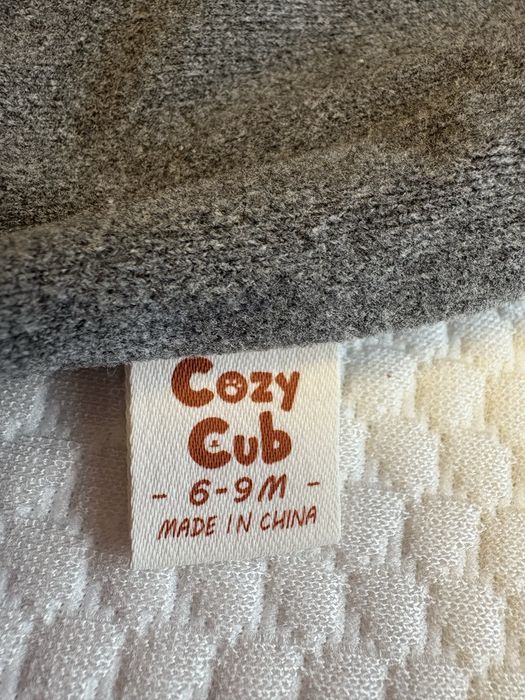 Cozy
Cub
- 6-9M -
MADE IN CHINA